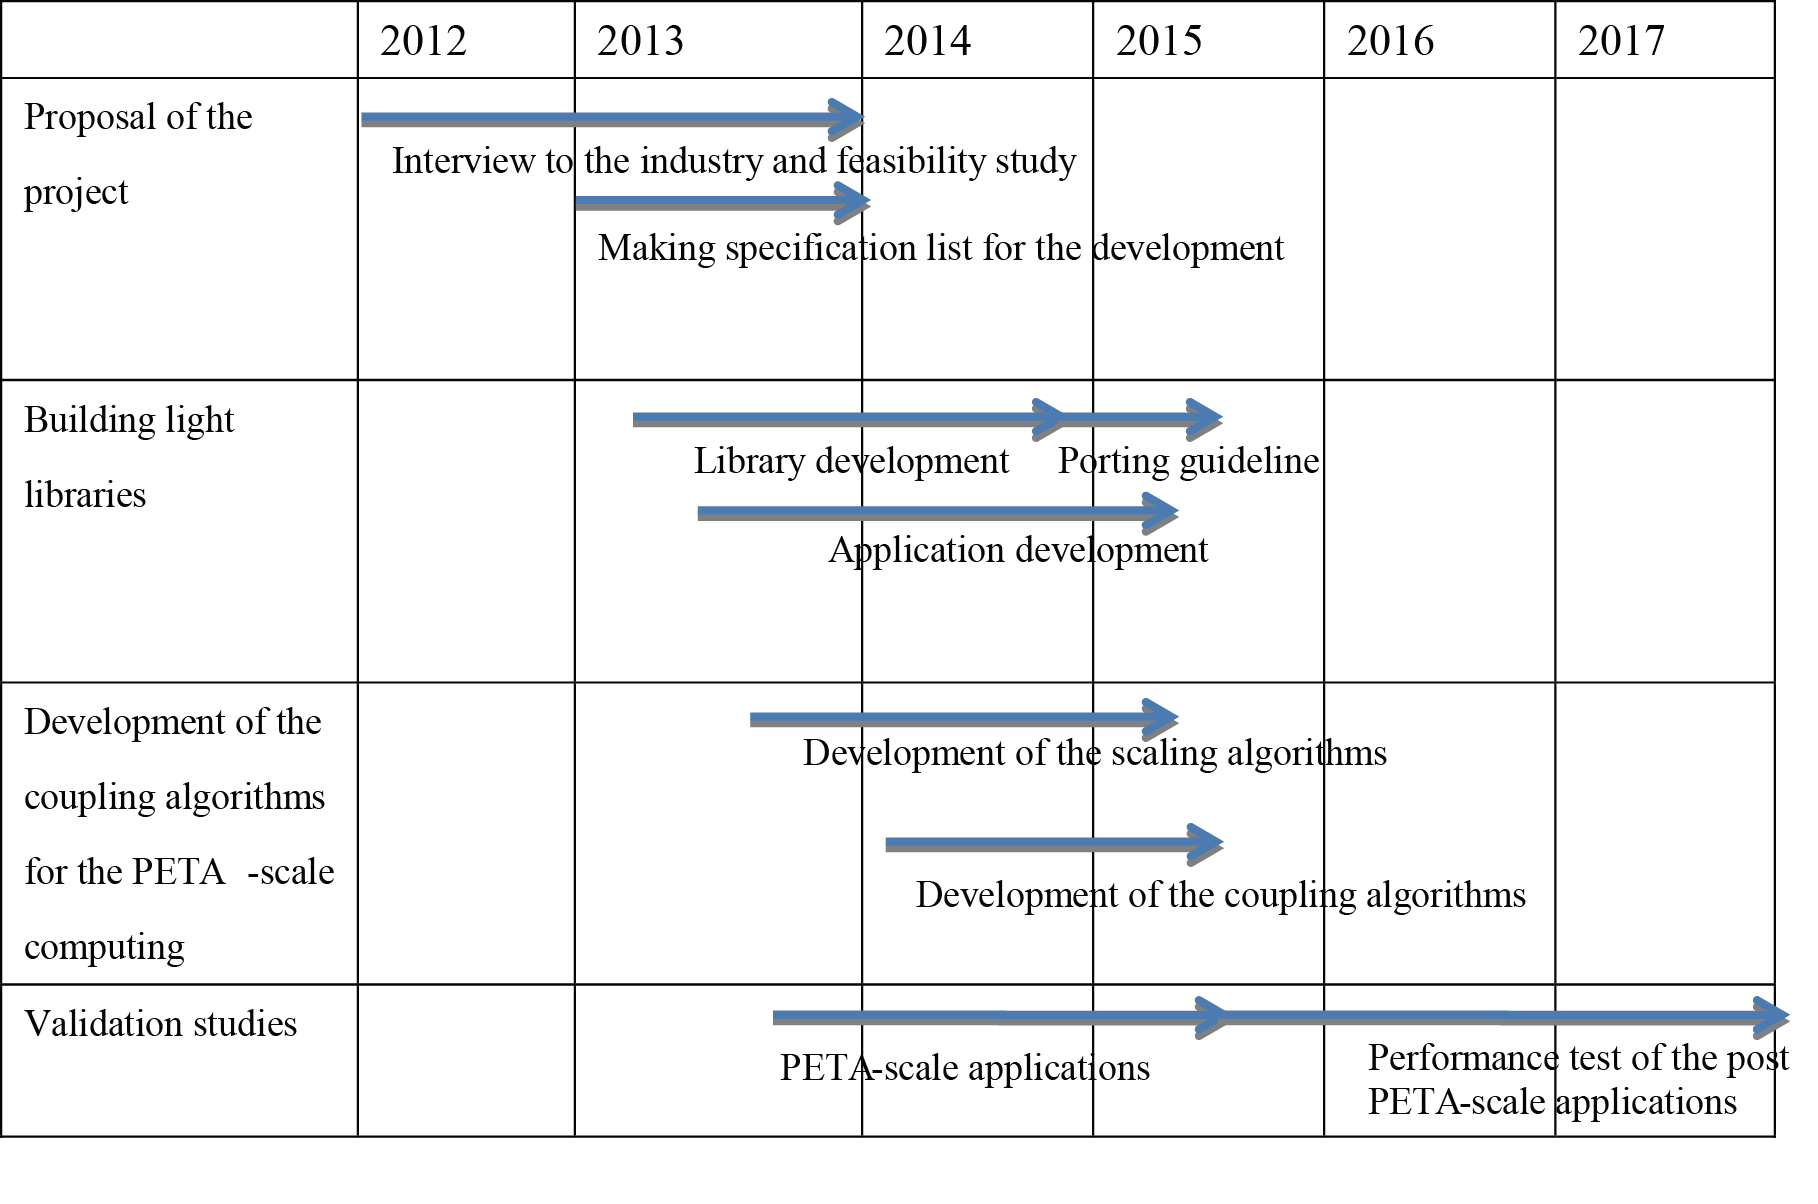 2012 2013 2014 2015 2016 2017
Proposal of the
project
Interview to the industry and feasibility study
Making specification list for the development
Building light
libraries
Library development Porting guideline
Application development
Development of the
coupling algorithms
for the PETA -scale
computing
Development of the scaling algorithms
Development of the coupling algorithms
Validation studies
PETA-scale applications
Performance test of the post
PETA-scale applications